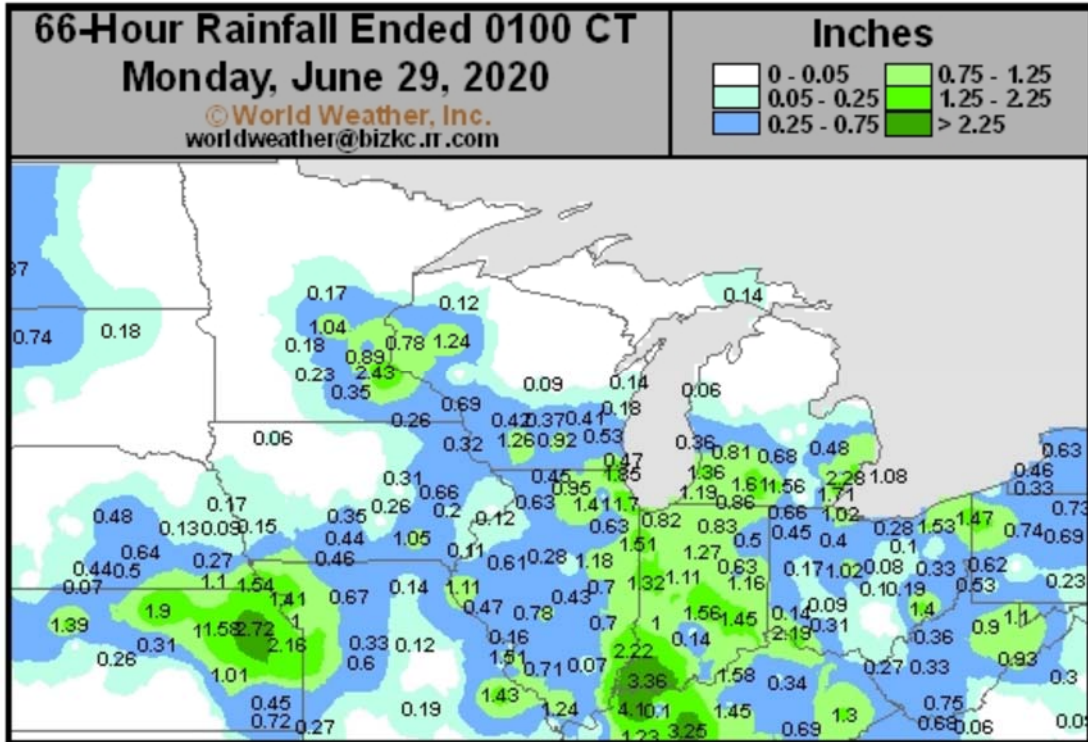 66-Hour Rainfall Ended 0100 CT
Monday, June 29, 2020
©World Weather, Inc.
worldweather@bizkc.rr.com
Inches
0 - 0.05 0.75 - 1.25
0.05 - 0.25 1.25 - 2.25
0.25 - 0.75 > 2.25
0.17 0.12 0.14
0.74 0.18 1.04 0.78 1.24
0.18 0.89
0.23 2.43
0.35 0.09 0.14 0.06
0.69 0.18
0.26 0.42 0.37 0.41
0.06 0.32 1.26 0.92 0.53 0.36 0.81 0.68 0.48 0.63
0.47
0.31 0.45 1.85 1.36 1.6 1.56 2.28 1.08 0.46
0.66 0.95 1.19 1.71 0.33
0.17 0.26 0.2 0.63 1.4 1.7 0.86
0.48 0.35 0.12 0.82 0.66 1.02 1.47 0.73
0.13 0.09 0.15 0.63 0.83 0.45 0.28 1.53 0.74
0.44 1.05 1.51 0.5 0.4 0.1 0.69
0.64 0.27 0.46 0.11 0.61 0.28 1.18 1.27
0.44 0.5 0.63 0.17 1.02 0.08 0.33 0.62
0.07 1.1 1.54 0.14 1.11 0.7 1.32 1.11 1.16 0.10 0.19 0.53 0.23
1.9 1.41 0.67 0.47 0.43 0.09 1.4
1.39 1 0.78 0.7 1 1.56 1.45 0.14 0.31 0.9 1.1
1.58 2.72 0.16 0.14 2.19 0.36
0.31 2.16 0.33 0.12 2.22
0.26 0.6 1.51 0.71 0.07 0.27 0.33 0.93
1.01 3.36 1.58 0.34 0.3
0.45 0.19 1.43 1.24 4.1 0.1 1.45 1.3 0.75
0.72 0.27 1.23 3.25 0.69 0.68 0.06